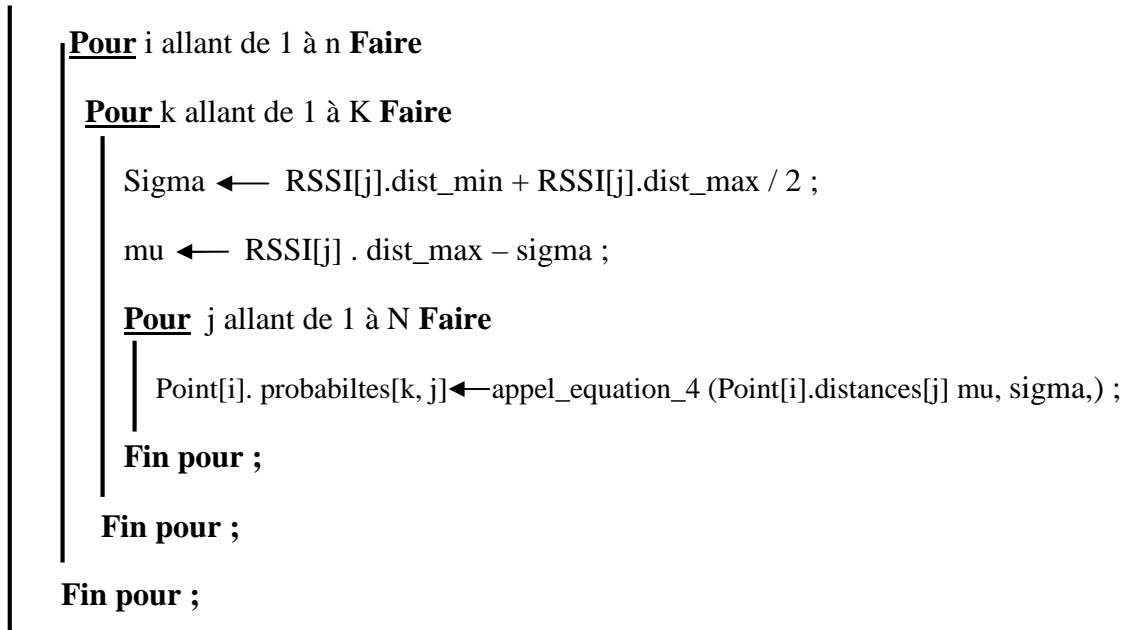 Pour i allant de 1 à n Faire
Pour k allant de 1 à K Faire
Sigma ← RSSI[j].dist_min + RSSI[j].dist_max / 2 ;
mu ← RSSI[j] . dist_max – sigma ;
Pour j allant de 1 à N Faire
Point[i]. probabiltes[k, j]←appel_equation_4 (Point[i].distances[j] mu, sigma,) ;
Fin pour ;
Fin pour ;
Fin pour ;